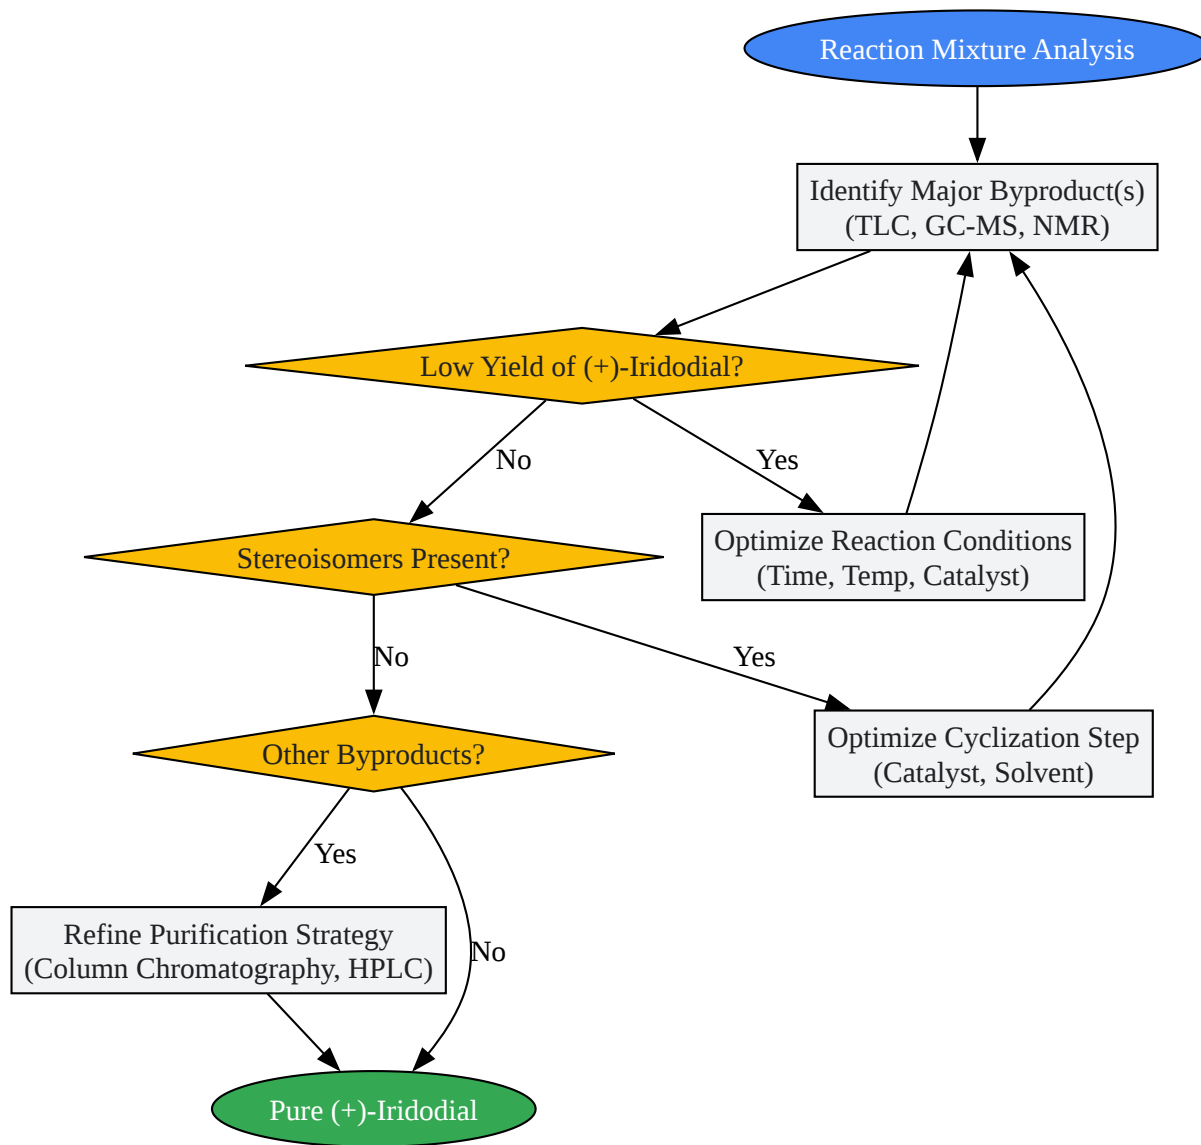 Reaction Mixture Analysis
Identify Major Byproduct(s)
(TLC, GC-MS, NMR)
Low Yield of (+)-Iridodial?
No
Yes
Optimize Reaction Conditions
(Time, Temp, Catalyst)
Stereoisomers Present?
No
Yes
Optimize Cyclization Step
(Catalyst, Solvent)
Other Byproducts?
Yes
No
Refine Purification Strategy
(Column Chromatography, HPLC)
Pure (+)-Iridodial